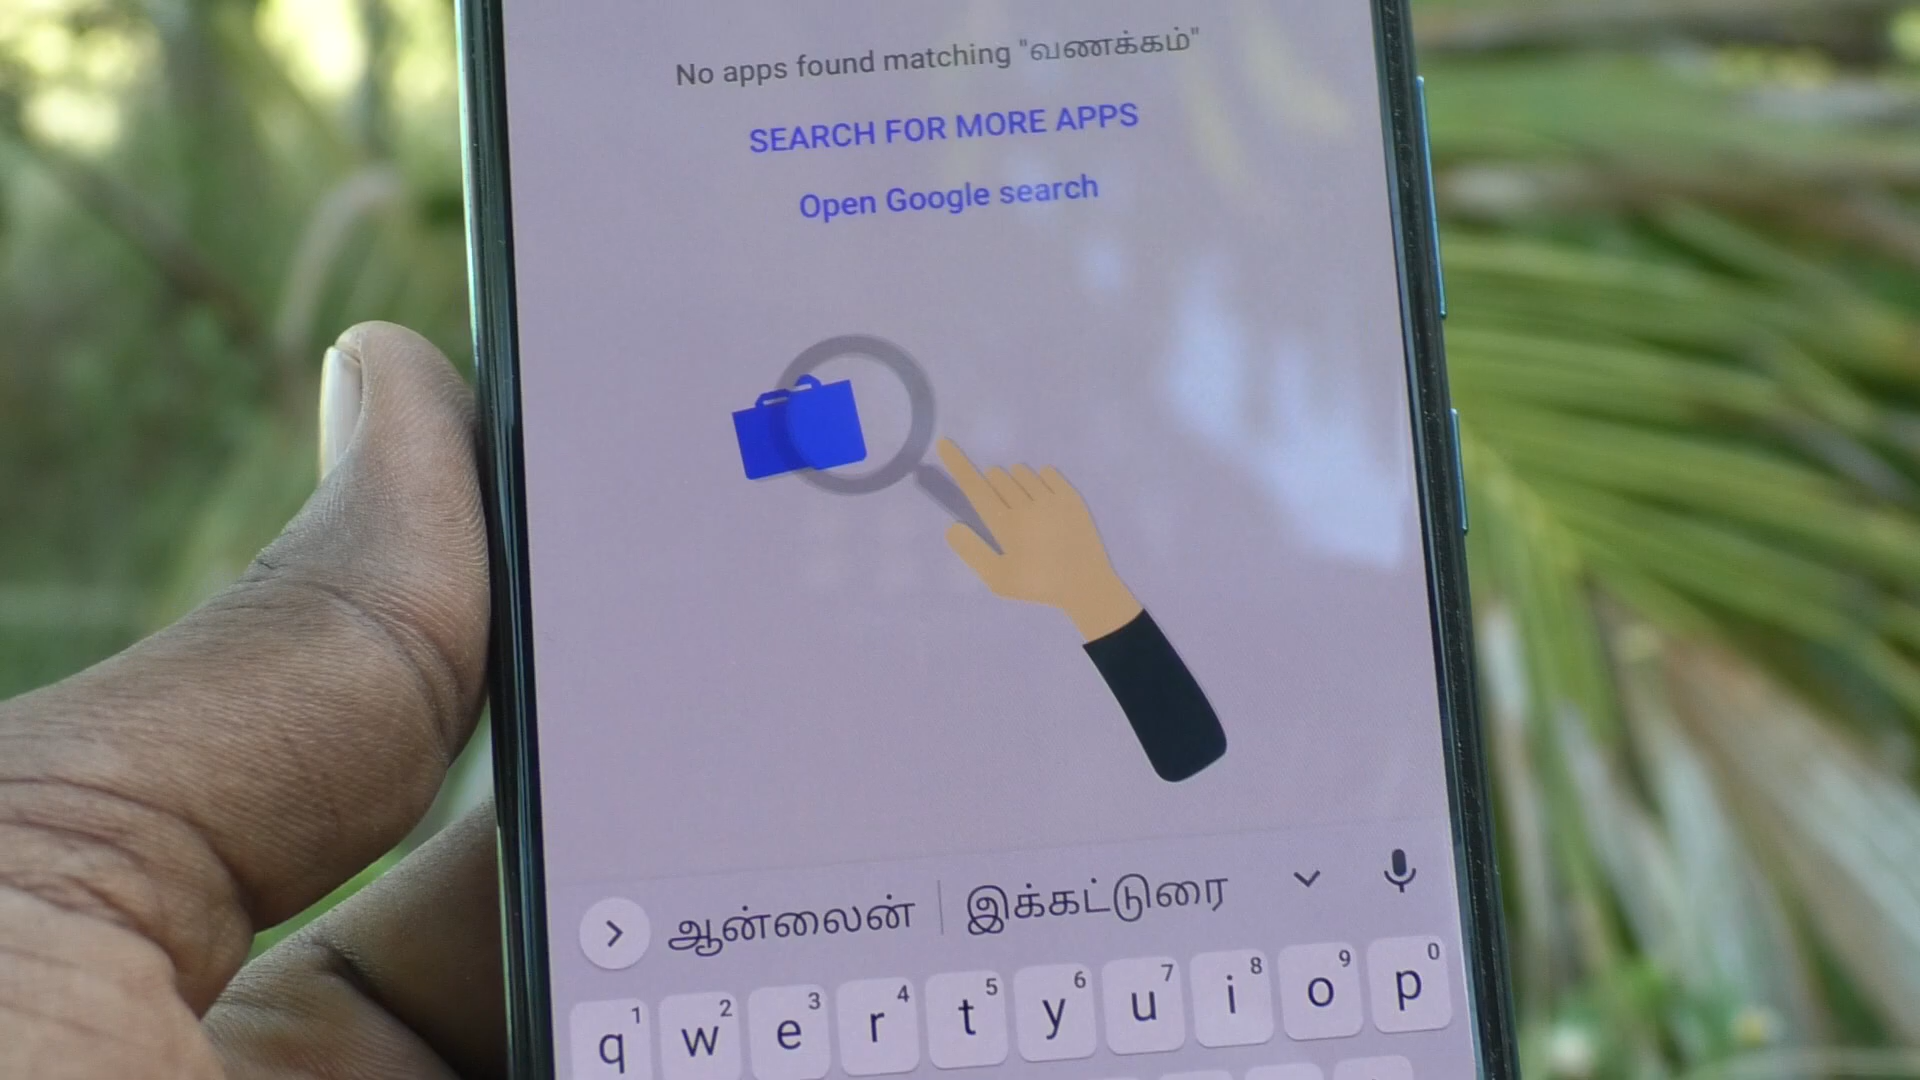 No apps found matching "வணக்கம்"
SEARCH FOR MORE APPS
Open Google search
ஆன்லைன் இக்கட்டுரை
1 2 3 4 5 6 7 8 9 0
q w e r t y u i o p